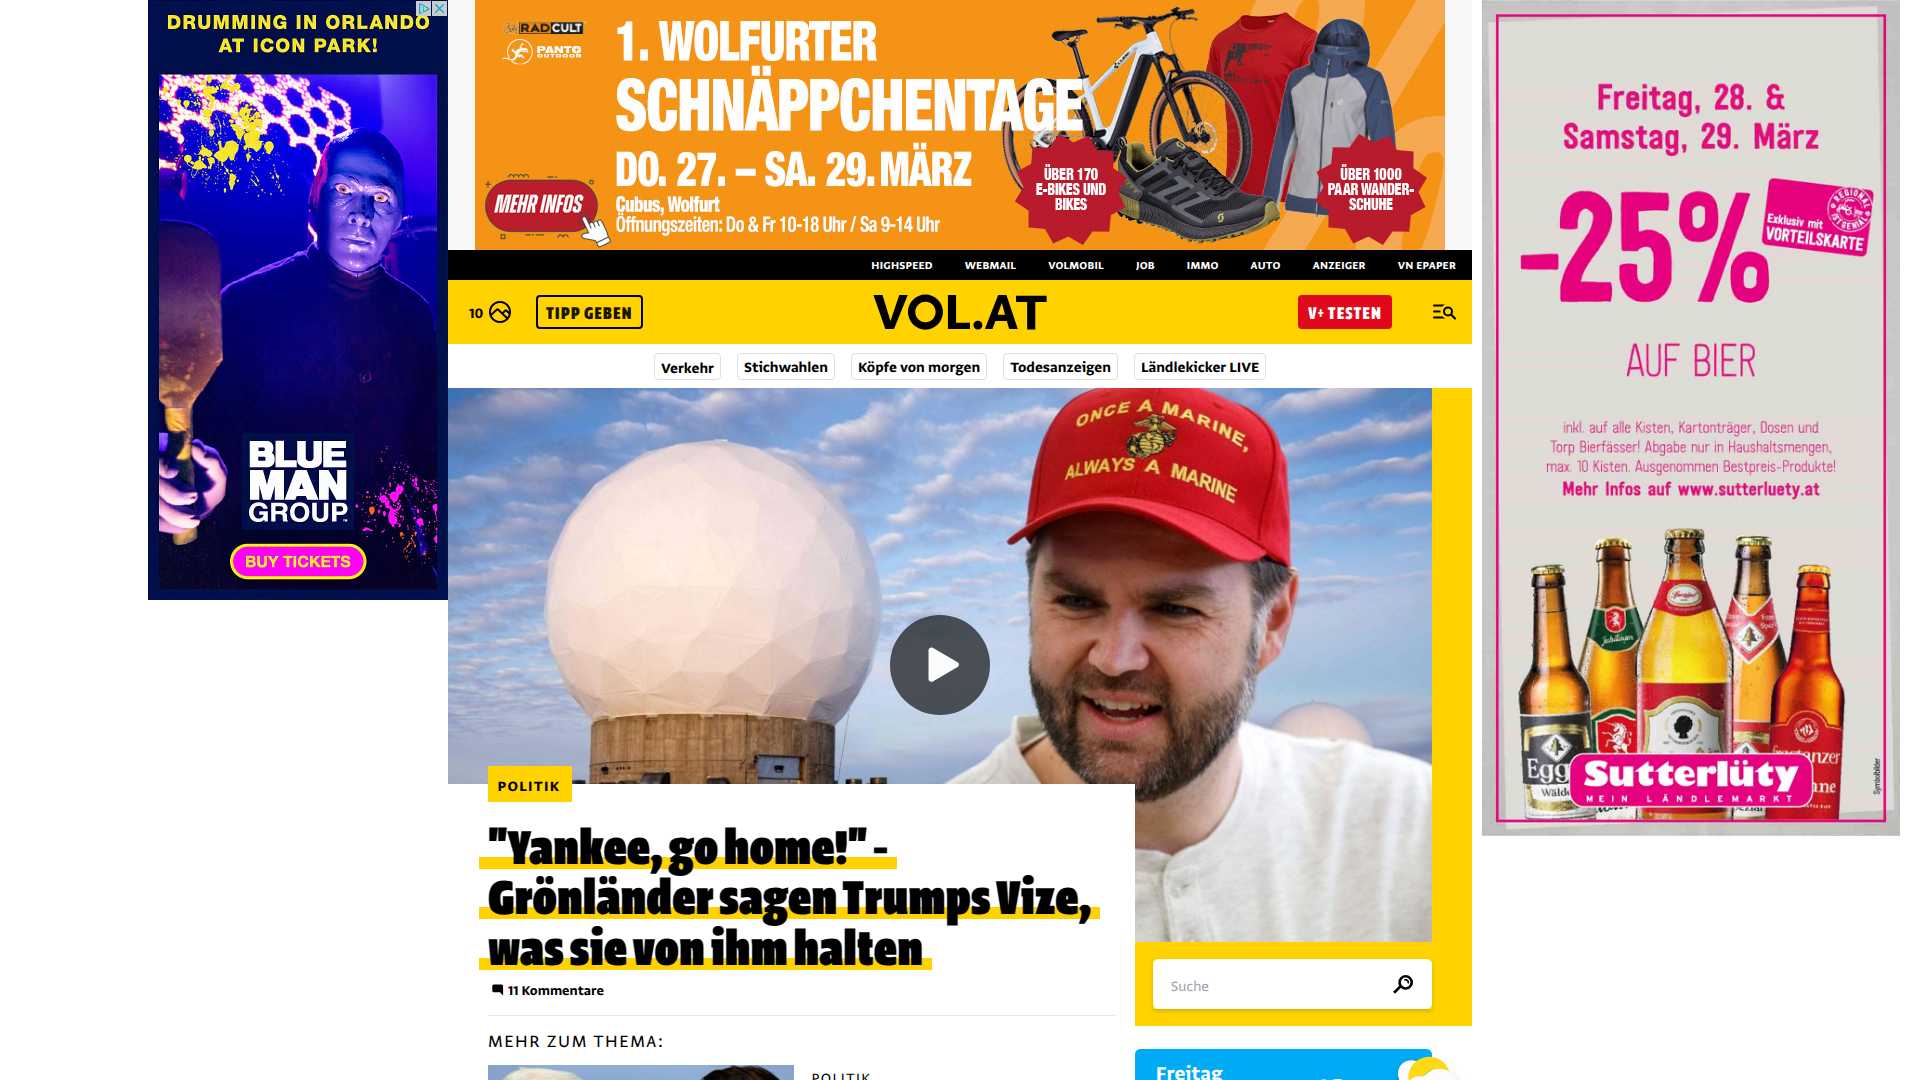 DRUMMING IN ORLANDO
AT ICON PARK!
BLUE
MAN
GROUP
BUY TICKETS
RADCULT
PANTO
OUTDOOR
1. WOLFURTER
SCHNÄPPCHENTAGE
DO. 27. – SA. 29. MÄRZ
MEHR INFOS
Cubus, Wolfurt
Öffnungszeiten: Do & Fr 10-18 Uhr / Sa 9-14 Uhr
ÜBER 170
E-BIKES UND
BIKES
ÜBER 1000
PAAR WANDER-
SCHUHE
HIGHSPEED WEBMAIL VOLMOBIL JOB IMMO AUTO ANZEIGER VN EPAPER
10 TIPP GEBEN VOL.AT V+ TESTEN
Verkehr Stichwahlen Köpfe von morgen Todesanzeigen Ländlekicker LIVE
ONCE A MARINE,
ALWAYS A MARINE
POLITIK
"Yankee, go home!" -
Grönländer sagen Trumps Vize,
was sie von ihm halten
11 Kommentare
MEHR ZUM THEMA:
POLITIK
Suche
Freitag
Freitag, 28. &
Samstag, 29. März
-25%
Exklusiv mit
VORTEILSKARTE
REGIONAL
IST GENIAL
AUF BIER
inkl. auf alle Kisten, Kartonträger, Dosen und
Torp Bierfässer! Abgabe nur in Haushaltsmengen,
max. 10 Kisten. Ausgenommen Bestpreis-Produkte!
Mehr Infos auf www.sutterluety.at
Jubiläum
Egg
Wälde
Sutterlüty
MEIN LÄNDLEMARKT
Symbolbilder